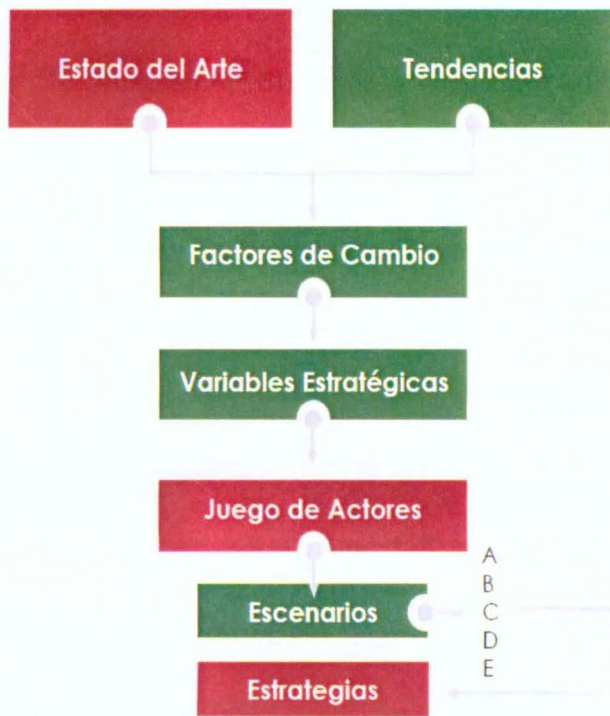 Estado del Arte
Tendencias
Factores de Cambio
Variables Estratégicas
Juego de Actores
A
B
Escenarios
C
D
E
Estrategias